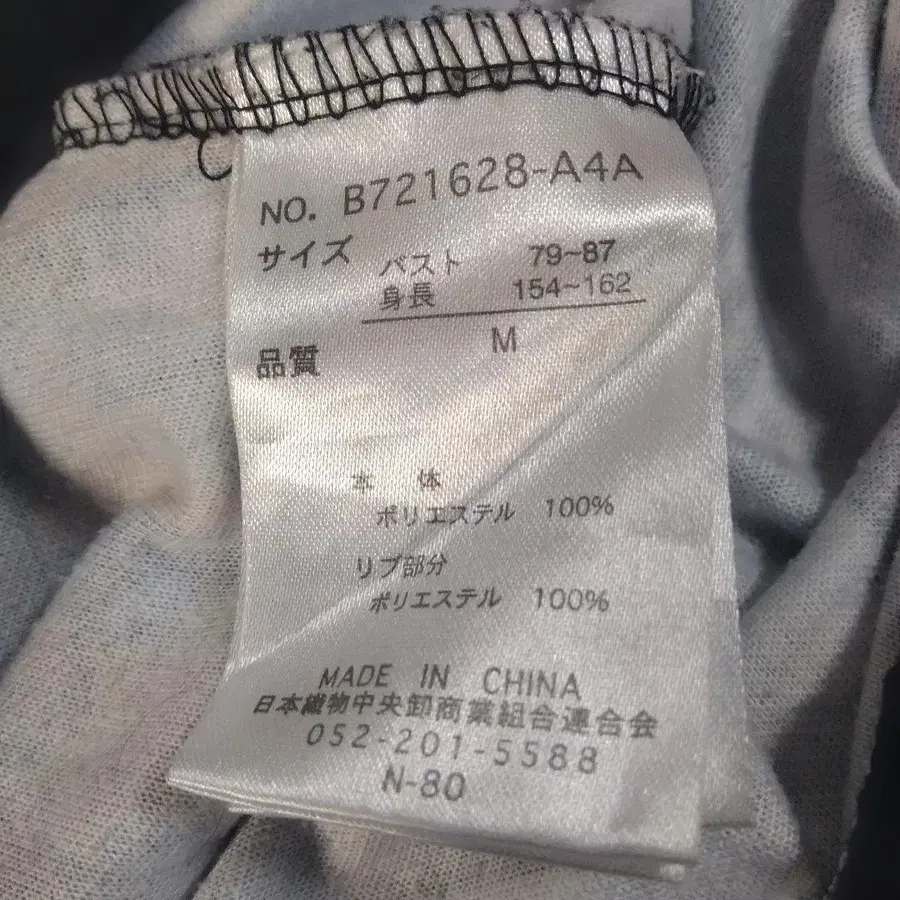 NO. B721628-A4A
サイズ
バスト 79~87
身長 154~162
M
品質
本 体
ポリエステル 100%
リブ部分
ポリエステル 100%
MADE IN CHINA
日本織物中央卸商業組合連合会
052-201-5588
N-80